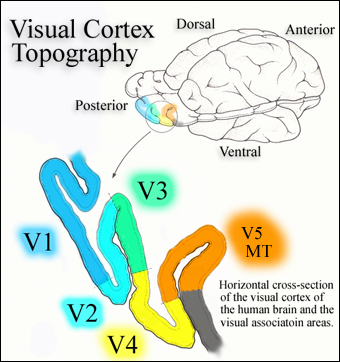 Visual Cortex
Topography
Dorsal
Anterior
Posterior
Ventral
V3
V1
V5
MT
V2
V4
Horizontal cross-section
of the visual cortex of
the human brain and the
visual associatoin areas.